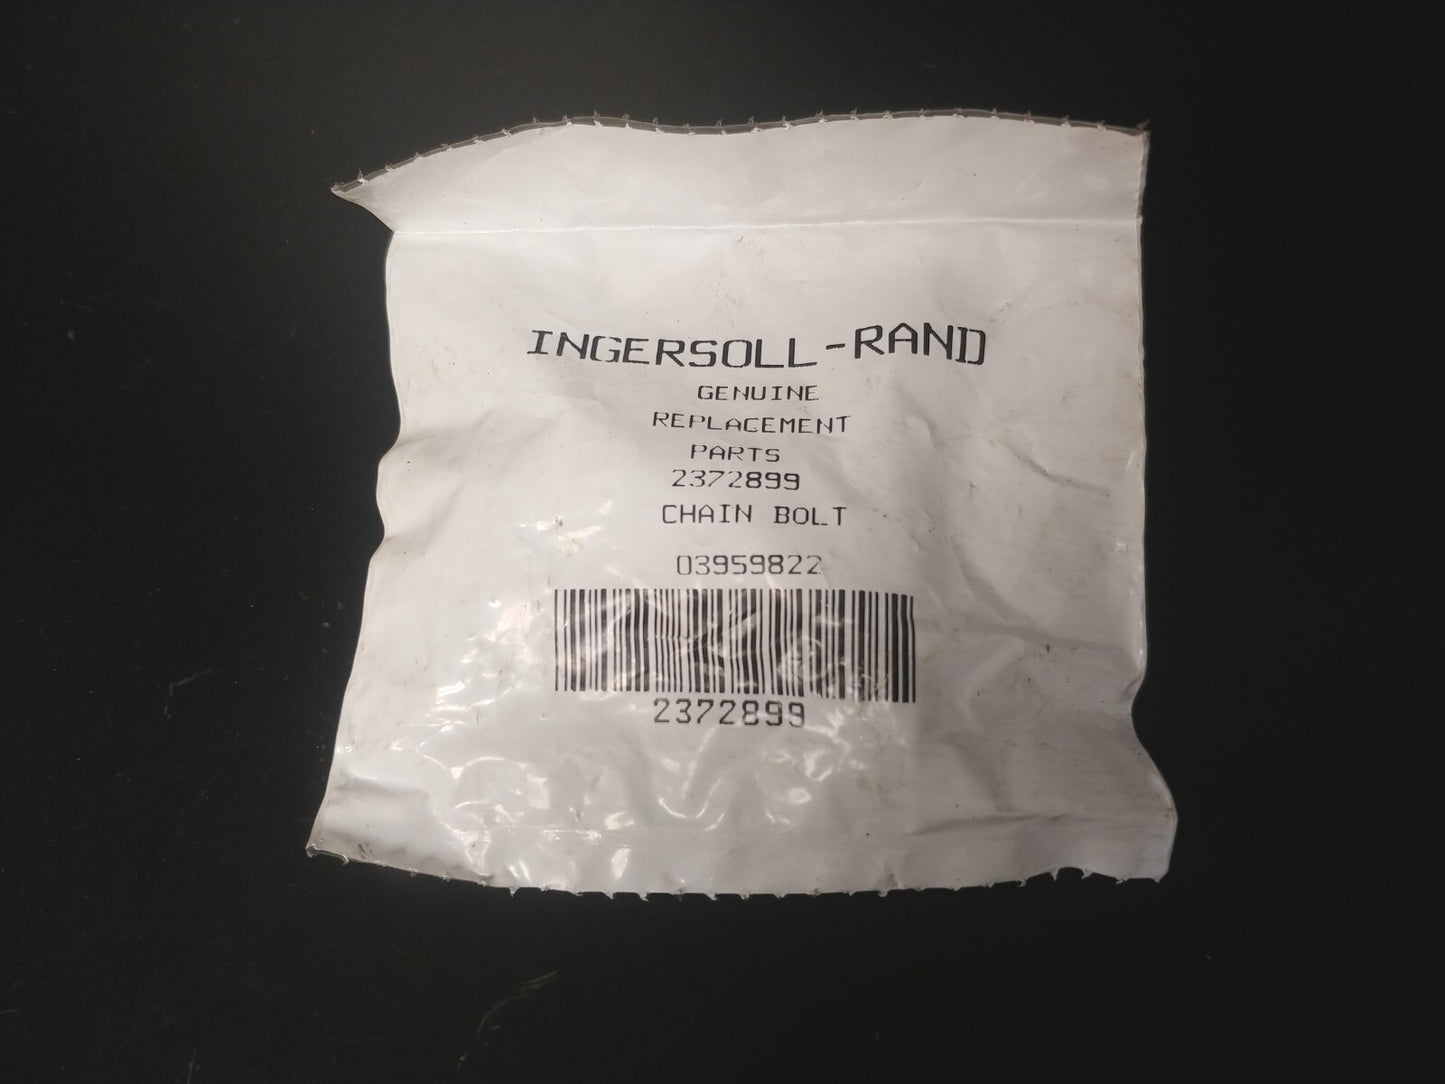 INGERSOLL-RAND
GENUINE
REPLACEMENT
PARTS
2372899
CHAIN BOLT
03959822
2372899